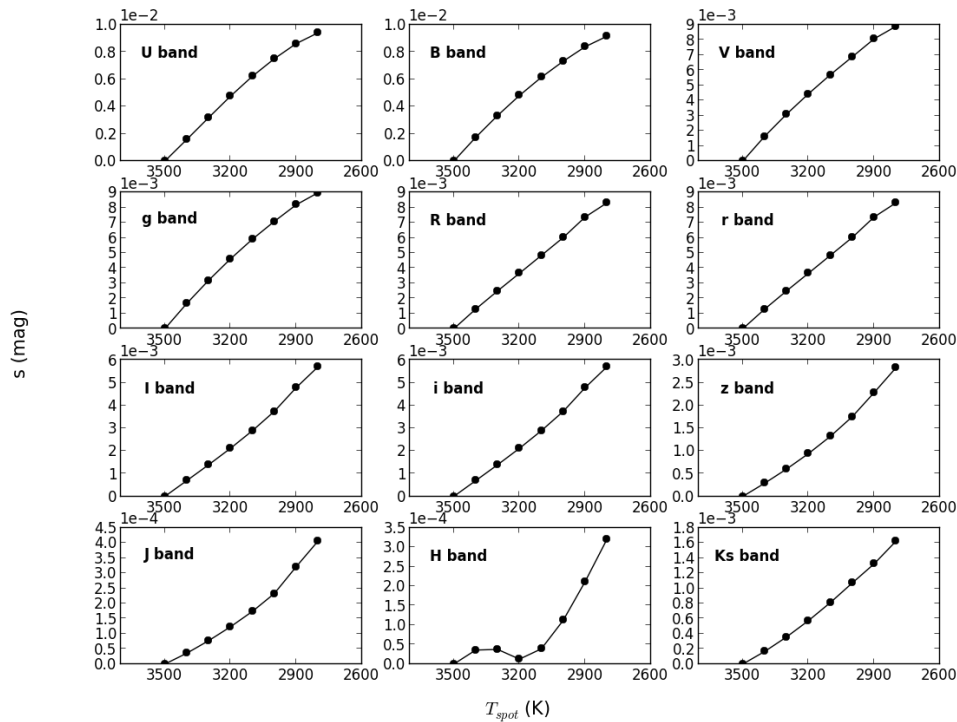 1e−2 1e−2 1e−3
1.0 1.0 9
U band B band V band
8
0.8 0.8 7
0.6 0.6 6
5
0.4 0.4 4
3
0.2 0.2 2
1
0.0 0.0 0
3500 3200 2900 2600 3500 3200 2900 2600 3500 3200 2900 2600
1e−3 1e−3 1e−3
9 9 9
g band R band r band
8 8 8
7 7 7
6 6 6
5 5 5
4 4 4
3 3 3
2 2 2
1 1 1
0 0 0
3500 3200 2900 2600 3500 3200 2900 2600 3500 3200 2900 2600
s (mag)
1e−3 1e−3 1e−3
6 6 3.0
I band i band z band
5 5 2.5
4 4 2.0
3 3 1.5
2 2 1.0
1 1 0.5
0 0 0.0
3500 3200 2900 2600 3500 3200 2900 2600 3500 3200 2900 2600
1e−4 1e−4 1e−3
4.5 3.5 1.8
J band H band Ks band
4.0 3.0 1.6
3.5 2.5 1.4
3.0 1.2
2.5 2.0 1.0
2.0 1.5 0.8
1.5 1.0 0.6
1.0 0.4
0.5 0.5 0.2
0.0 0.0 0.0
3500 3200 2900 2600 3500 3200 2900 2600 3500 3200 2900 2600
T_spot (K)